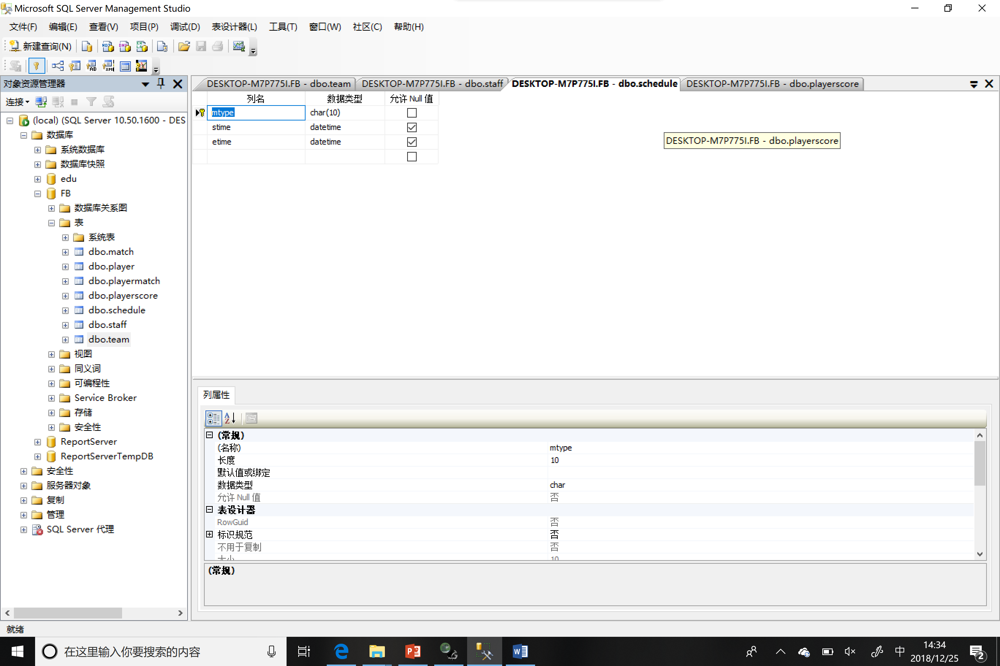 Microsoft SQL Server Management Studio
文件(F) 编辑(E) 查看(V) 项目(P) 调试(D) 表设计器(L) 工具(T) 窗口(W) 社区(C) 帮助(H)
新建查询(N)
对象资源管理器
连接
(local) (SQL Server 10.50.1600 - DES
数据库
系统数据库
数据库快照
edu
FB
数据库关系图
表
系统表
dbo.match
dbo.player
dbo.playermatch
dbo.playerscore
dbo.schedule
dbo.staff
dbo.team
视图
同义词
可编程性
Service Broker
存储
安全性
ReportServer
ReportServerTempDB
安全性
服务器对象
复制
管理
SQL Server 代理
DESKTOP-M7P775I.FB - dbo.team DESKTOP-M7P775I.FB - dbo.staff DESKTOP-M7P775I.FB - dbo.schedule DESKTOP-M7P775I.FB - dbo.playerscore
列名 数据类型 允许 Null 值
mtype char(10)
stime datetime
etime datetime
DESKTOP-M7P775I.FB - dbo.playerscore
列属性
(常规)
(名称) mtype
长度 10
默认值或绑定
数据类型 char
允许 Null 值 否
表设计器
RowGuid 否
标识规范 否
不用于复制 否
大小 10
(常规)
就绪
在这里输入你要搜索的内容
中
14:34
2018/12/25
2